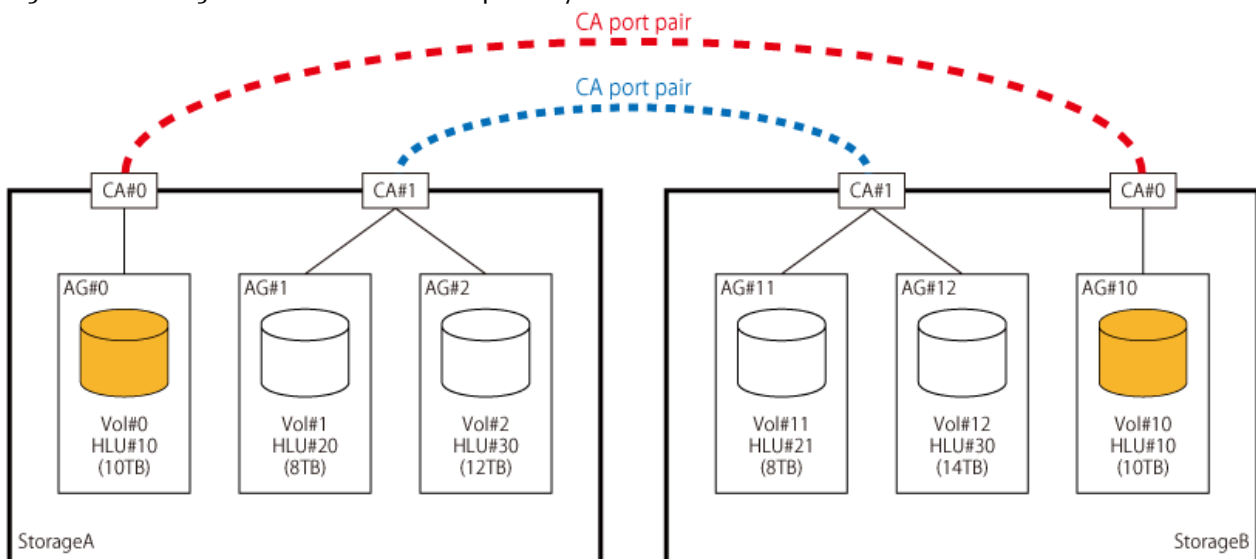 CA port pair
CA port pair
CA#0
CA#1
CA#1
CA#0
AG#0
Vol#0
HLU#10
(10TB)
AG#1
Vol#1
HLU#20
(8TB)
AG#2
Vol#2
HLU#30
(12TB)
AG#11
Vol#11
HLU#21
(8TB)
AG#12
Vol#12
HLU#30
(14TB)
AG#10
Vol#10
HLU#10
(10TB)
StorageA
StorageB